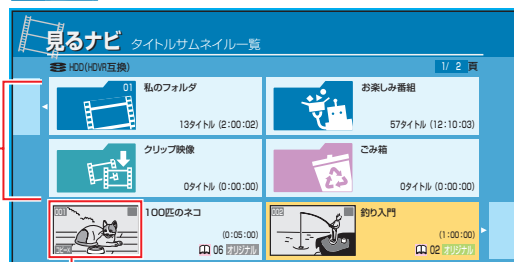 見るナビ タイトルサムネイル一覧
HDD(HDVR互換) 1/ 2 頁
01 私のフォルダ
13タイトル (2:00:02)
お楽しみ番組
57タイトル (12:10:03)
クリップ映像
0タイトル (0:00:00)
ごみ箱
0タイトル (0:00:00)
001 100匹のネコ
(0:05:00)
06 オリジナル
002 釣り入門
(1:00:00)
02 オリジナル